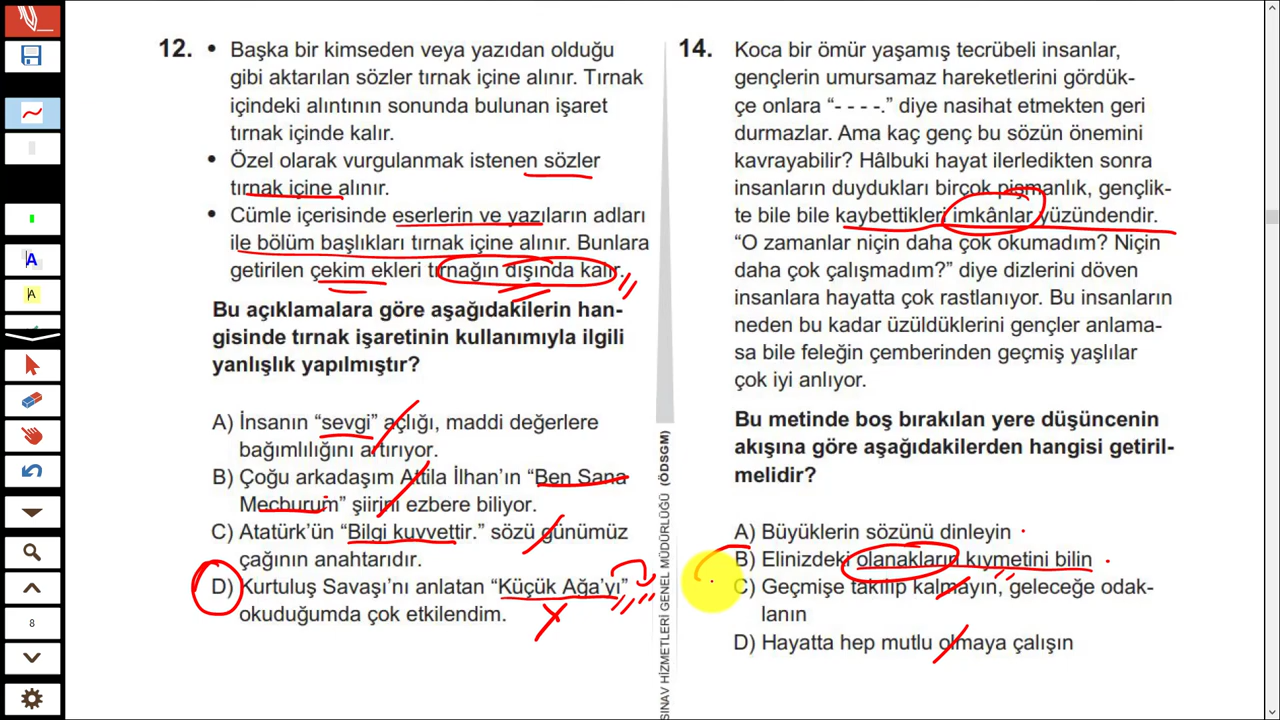 12. • Başka bir kimseden veya yazıdan olduğu
gibi aktarılan sözler tırnak içine alınır. Tırnak
içindeki alıntının sonunda bulunan işaret
tırnak içinde kalır.
• Özel olarak vurgulanmak istenen sözler
tırnak içine alınır.
• Cümle içerisinde eserlerin ve yazıların adları
ile bölüm başlıkları tırnak içine alınır. Bunlara
getirilen çekim ekleri tırnağın dışında kalır.
Bu açıklamalara göre aşağıdakilerin han-
gisinde tırnak işaretinin kullanımıyla ilgili
yanlışlık yapılmıştır?
A) İnsanın “sevgi” açlığı, maddi değerlere
bağımlılığını artırıyor.
B) Çoğu arkadaşım Attila İlhan’ın “Ben Sana
Mecburum” şiirini ezbere biliyor.
C) Atatürk’ün “Bilgi kuvvettir.” sözü günümüz
çağının anahtarıdır.
D) Kurtuluş Savaşı’nı anlatan “Küçük Ağa’yı”
okuduğumda çok etkilendim.
SINAV HİZMETLERİ GENEL MÜDÜRLÜĞÜ (ÖDSGM)
14. Koca bir ömür yaşamış tecrübeli insanlar,
gençlerin umursamaz hareketlerini gördük-
çe onlara “- - - -.” diye nasihat etmekten geri
durmazlar. Ama kaç genç bu sözün önemini
kavrayabilir? Hâlbuki hayat ilerledikten sonra
insanların duydukları birçok pişmanlık, gençlik-
te bile bile kaybettikleri imkânlar yüzündendir.
“O zamanlar niçin daha çok okumadım? Niçin
daha çok çalışmadım?” diye dizlerini döven
insanlara hayatta çok rastlanıyor. Bu insanların
neden bu kadar üzüldüklerini gençler anlama-
sa bile feleğin çemberinden geçmiş yaşlılar
çok iyi anlıyor.
Bu metinde boş bırakılan yere düşüncenin
akışına göre aşağıdakilerden hangisi getiril-
melidir?
A) Büyüklerin sözünü dinleyin
B) Elinizdeki olanakların kıymetini bilin
C) Geçmişe takılıp kalmayın, geleceğe odak-
lanın
D) Hayatta hep mutlu olmaya çalışın
A
A
8